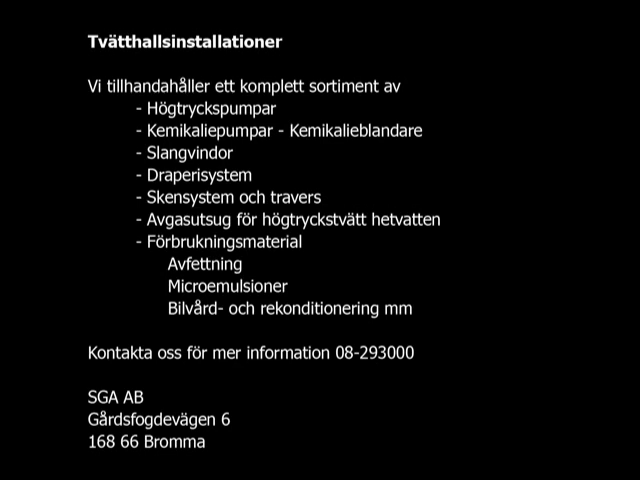 Tvätthallsinstallationer
Vi tillhandahåller ett komplett sortiment av
- Högtryckspumpar
- Kemikaliepumpar - Kemikalieblandare
- Slangvindor
- Draperisystem
- Skensystem och travers
- Avgasutsug för högtryckstvätt hetvatten
- Förbrukningsmaterial
Avfettning
Microemulsioner
Bilvård- och rekonditionering mm
Kontakta oss för mer information 08-293000
SGA AB
Gårdsfogdevägen 6
168 66 Bromma